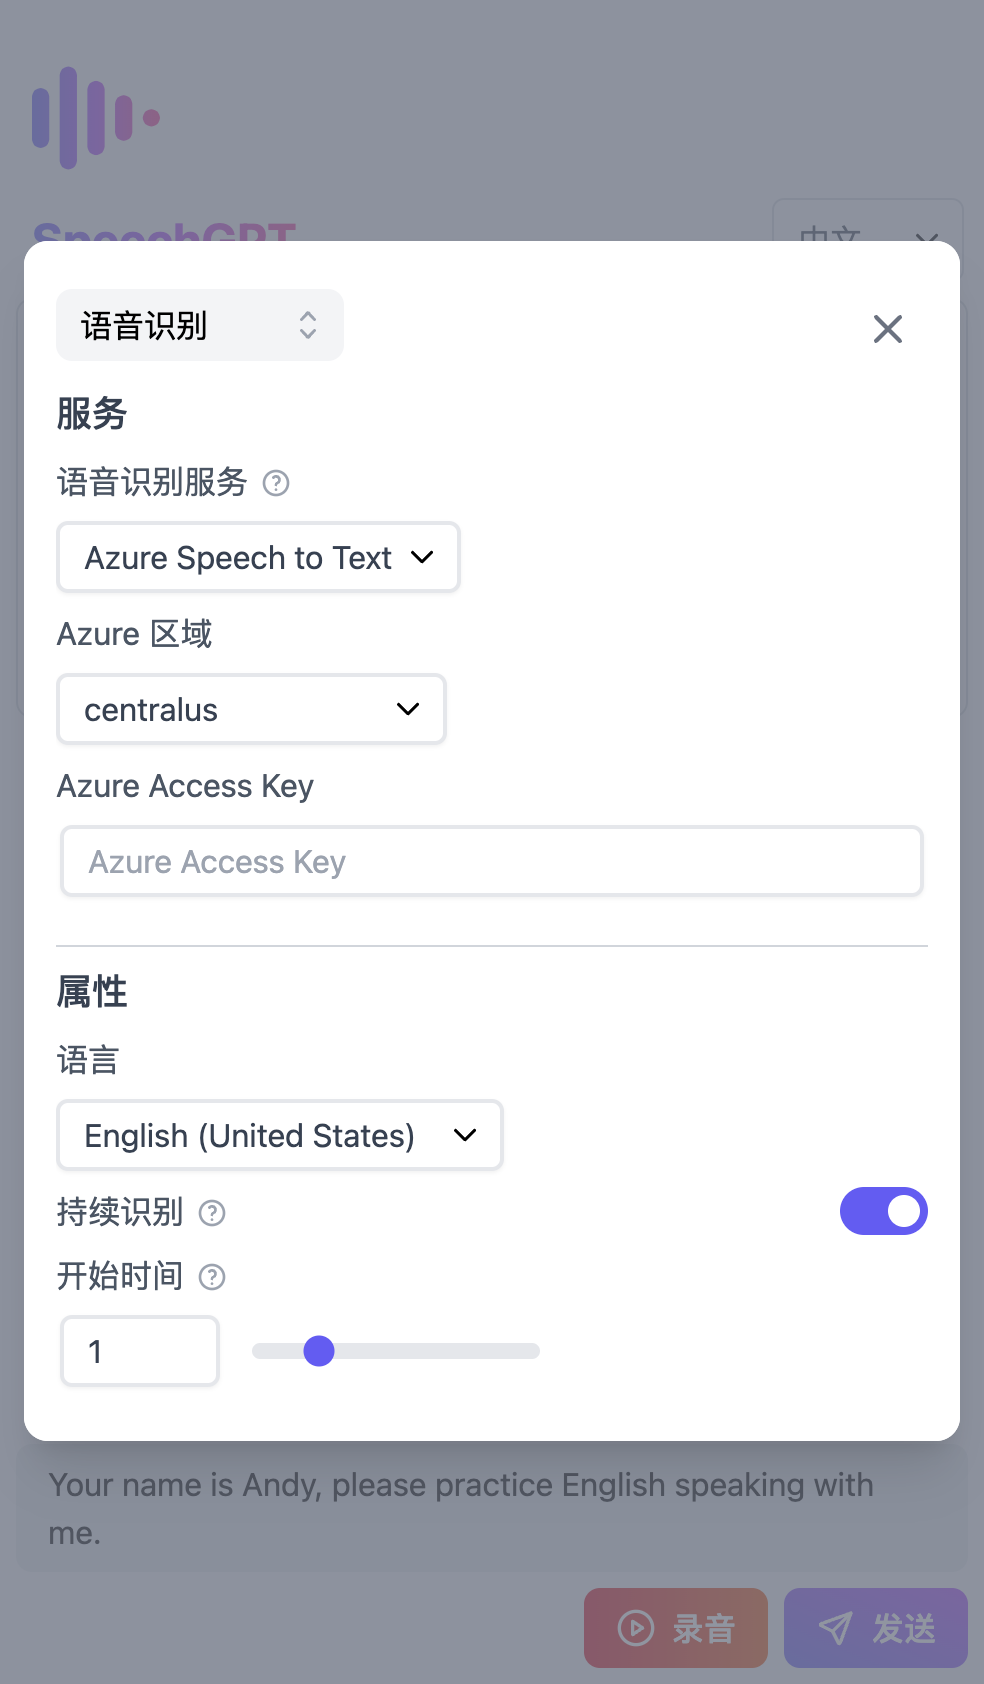 SpeechGPT
中文
语音识别
服务
语音识别服务
Azure Speech to Text
Azure 区域
centralus
Azure Access Key
Azure Access Key
属性
语言
English (United States)
持续识别
开始时间
1
Your name is Andy, please practice English speaking with
me.
录音
发送